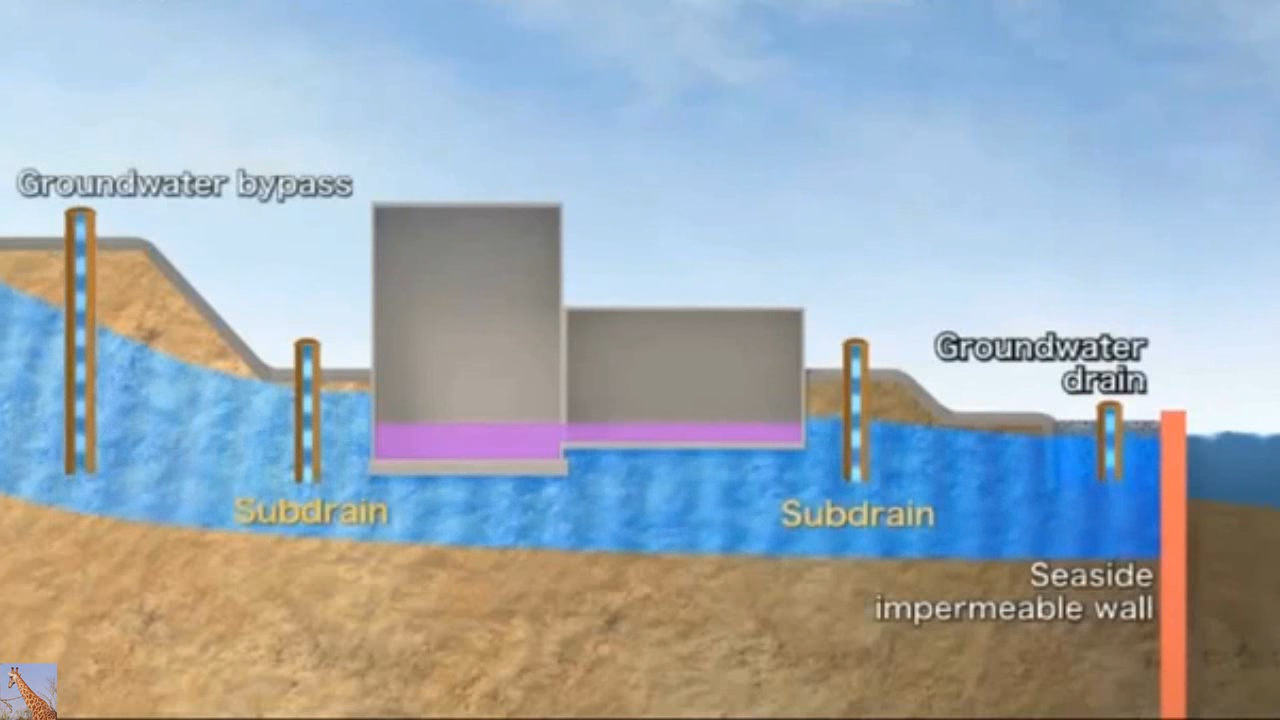 Groundwater bypass
Groundwater
drain
Subdrain
Subdrain
Seaside
impermeable wall